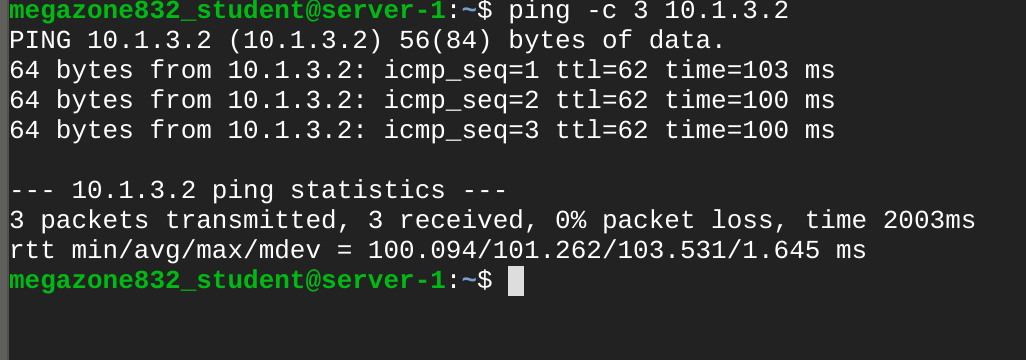 megazone832_student@server-1:~$ ping -c 3 10.1.3.2
PING 10.1.3.2 (10.1.3.2) 56(84) bytes of data.
64 bytes from 10.1.3.2: icmp_seq=1 ttl=62 time=103 ms
64 bytes from 10.1.3.2: icmp_seq=2 ttl=62 time=100 ms
64 bytes from 10.1.3.2: icmp_seq=3 ttl=62 time=100 ms

--- 10.1.3.2 ping statistics ---
3 packets transmitted, 3 received, 0% packet loss, time 2003ms
rtt min/avg/max/mdev = 100.094/101.262/103.531/1.645 ms
megazone832_student@server-1:~$